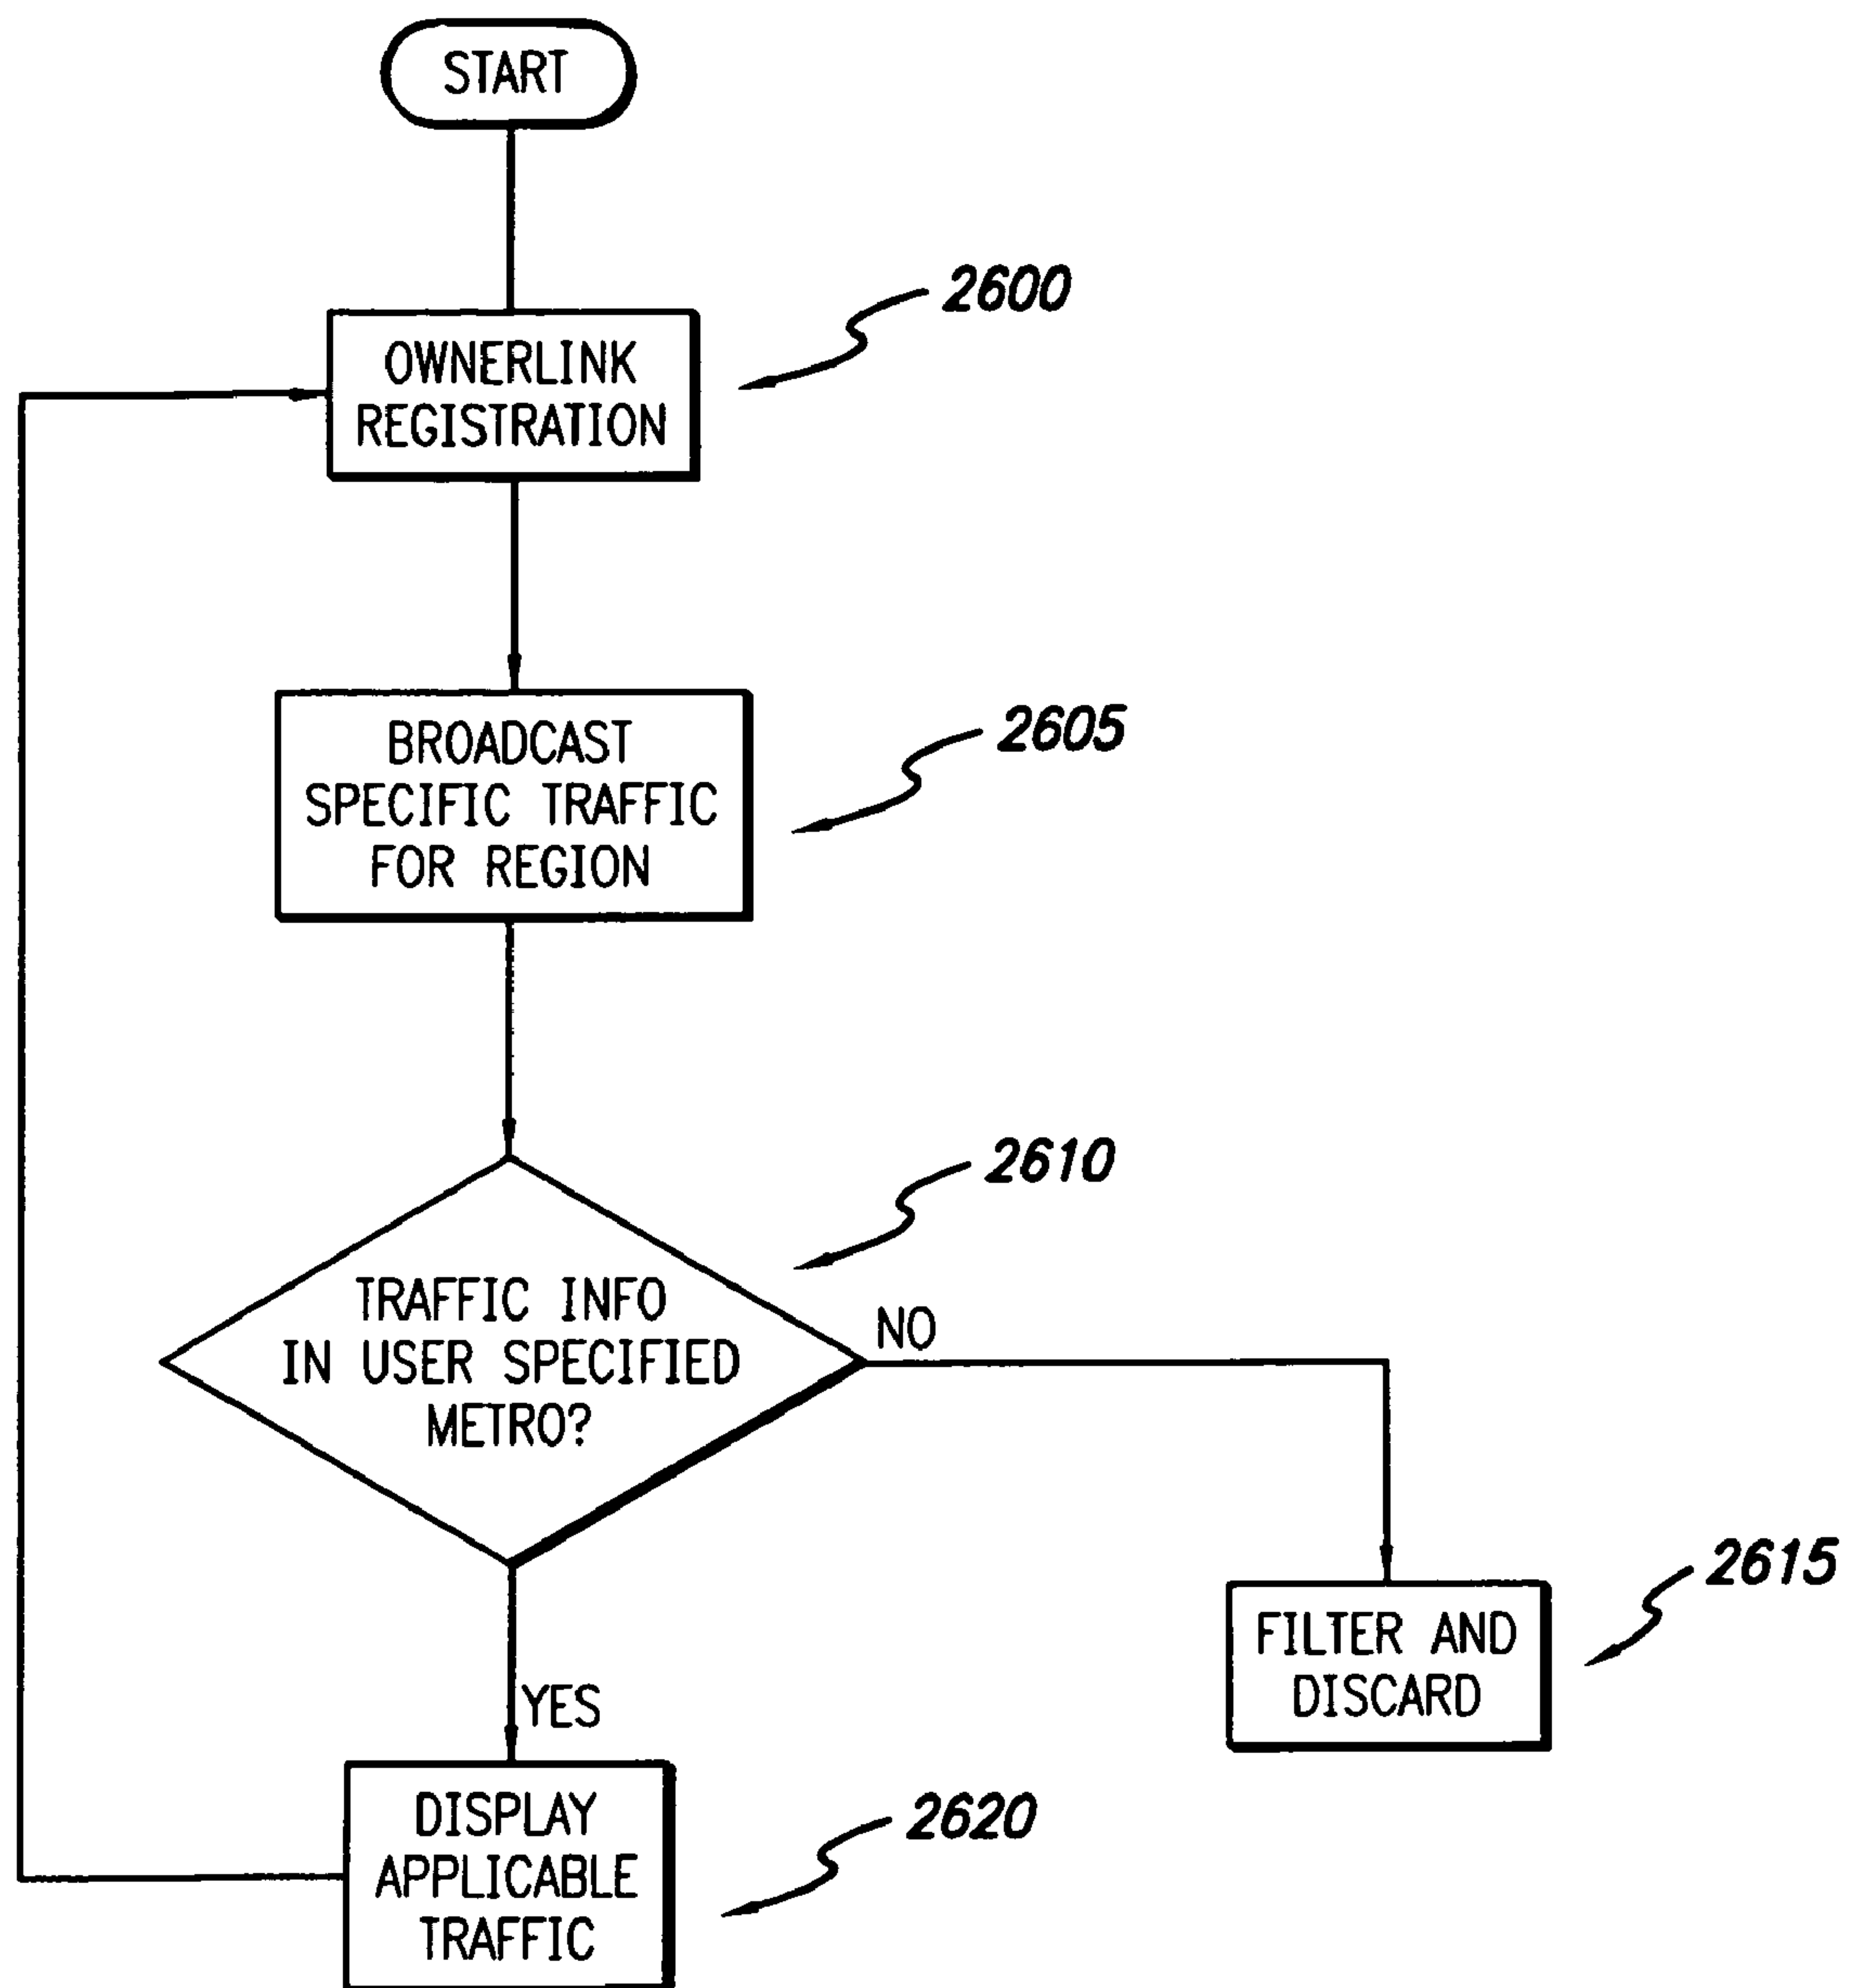 START
2600
OWNERLINK
REGISTRATION
2605
BROADCAST
SPECIFIC TRAFFIC
FOR REGION
2610
TRAFFIC INFO
IN USER SPECIFIED
METRO?
NO
YES
2615
FILTER AND
DISCARD
2620
DISPLAY
APPLICABLE
TRAFFIC